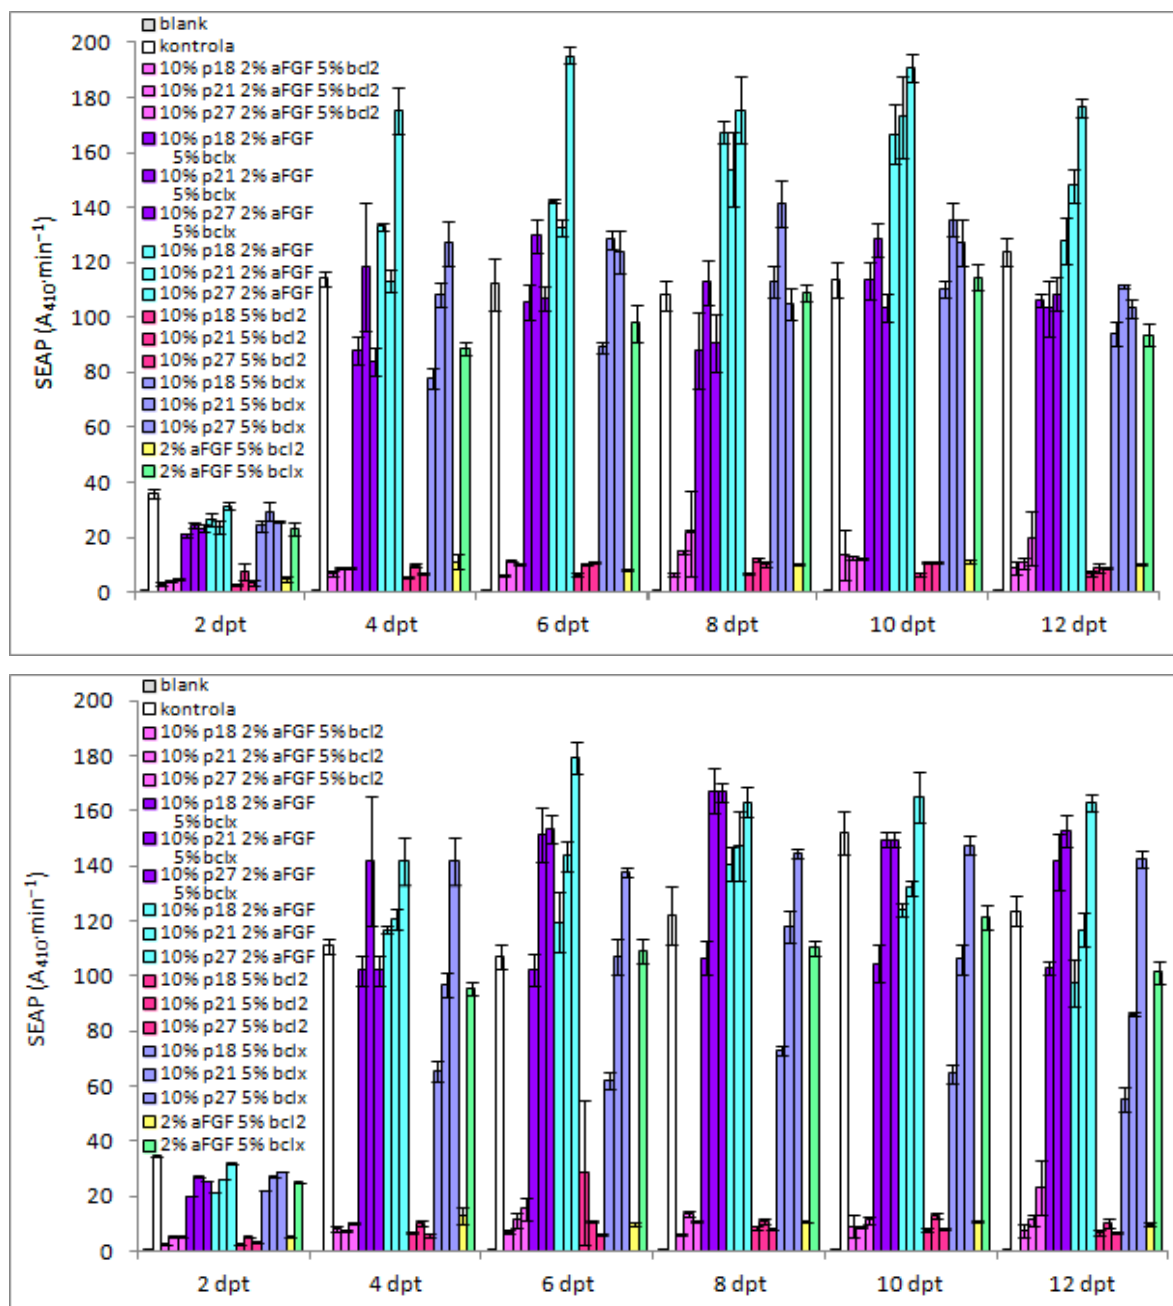 blank
kontrola
10% p18 2% aFGF 5% bcl2
10% p21 2% aFGF 5% bcl2
10% p27 2% aFGF 5% bcl2
10% p18 2% aFGF
5% bclx
10% p21 2% aFGF
5% bclx
10% p27 2% aFGF
5% bclx
10% p18 2% aFGF
10% p21 2% aFGF
10% p27 2% aFGF
10% p18 5% bcl2
10% p21 5% bcl2
10% p27 5% bcl2
10% p18 5% bclx
10% p21 5% bclx
10% p27 5% bclx
2% aFGF 5% bcl2
2% aFGF 5% bclx
SEAP (A₄₁₀·min⁻¹)
200
180
160
140
120
100
80
60
40
20
0
2 dpt 4 dpt 6 dpt 8 dpt 10 dpt 12 dpt
blank
kontrola
10% p18 2% aFGF 5% bcl2
10% p21 2% aFGF 5% bcl2
10% p27 2% aFGF 5% bcl2
10% p18 2% aFGF
5% bclx
10% p21 2% aFGF
5% bclx
10% p27 2% aFGF
5% bclx
10% p18 2% aFGF
10% p21 2% aFGF
10% p27 2% aFGF
10% p18 5% bcl2
10% p21 5% bcl2
10% p27 5% bcl2
10% p18 5% bclx
10% p21 5% bclx
10% p27 5% bclx
2% aFGF 5% bcl2
2% aFGF 5% bclx
SEAP (A₄₁₀·min⁻¹)
200
180
160
140
120
100
80
60
40
20
0
2 dpt 4 dpt 6 dpt 8 dpt 10 dpt 12 dpt